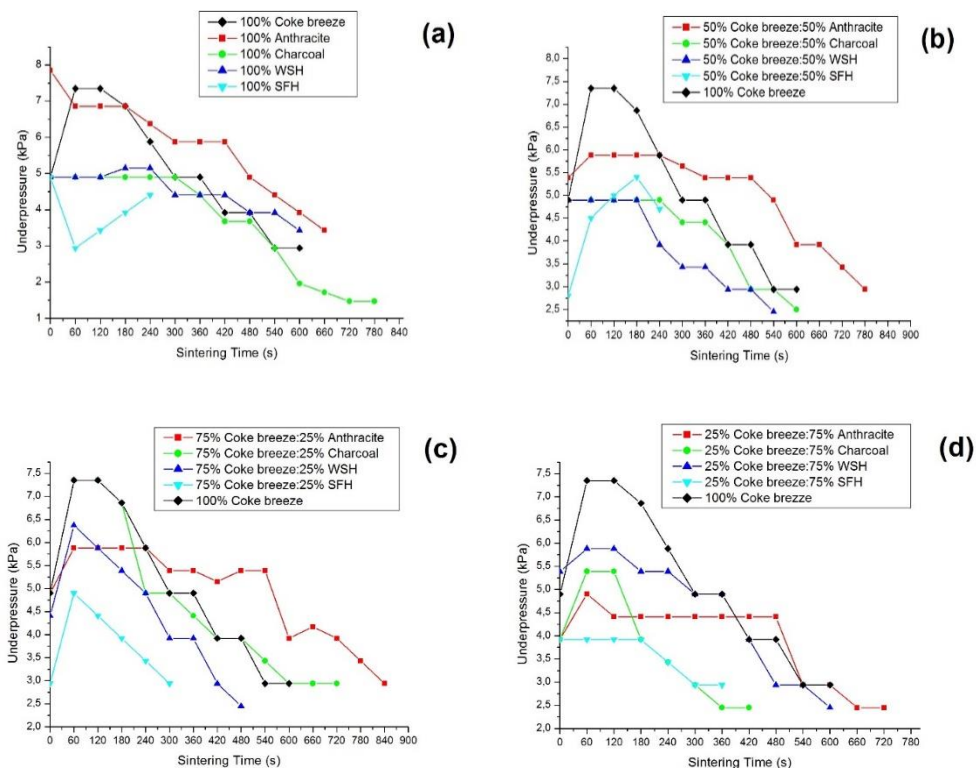 (a)
100% Coke breeze
100% Anthracite
100% Charcoal
100% WSH
100% SFH
Underpressure (kPa)
8
7
6
5
4
3
2
1
0 60 120 180 240 300 360 420 480 540 600 660 720 780 840
Sintering Time (s)
(b)
50% Coke breeze:50% Anthracite
50% Coke breeze:50% Charcoal
50% Coke breeze:50% WSH
50% Coke breeze:50% SFH
100% Coke breeze
Underpressure (kPa)
8,0
7,5
7,0
6,5
6,0
5,5
5,0
4,5
4,0
3,5
3,0
2,5
0 60 120 180 240 300 360 420 480 540 600 660 720 780 840 900
Sintering Time (s)
(c)
75% Coke breeze:25% Anthracite
75% Coke breeze:25% Charcoal
75% Coke breeze:25% WSH
75% Coke breeze:25% SFH
100% Coke breeze
Underpressure (kPa)
7,5
7,0
6,5
6,0
5,5
5,0
4,5
4,0
3,5
3,0
2,5
2,0
0 60 120 180 240 300 360 420 480 540 600 660 720 780 840 900
Sintering Time (s)
(d)
25% Coke breeze:75% Anthracite
25% Coke breeze:75% Charcoal
25% Coke breeze:75% WSH
25% Coke breeze:75% SFH
100% Coke brezze
Underpressure (kPa)
7,5
7,0
6,5
6,0
5,5
5,0
4,5
4,0
3,5
3,0
2,5
2,0
0 60 120 180 240 300 360 420 480 540 600 660 720 780
Sintering Time (s)